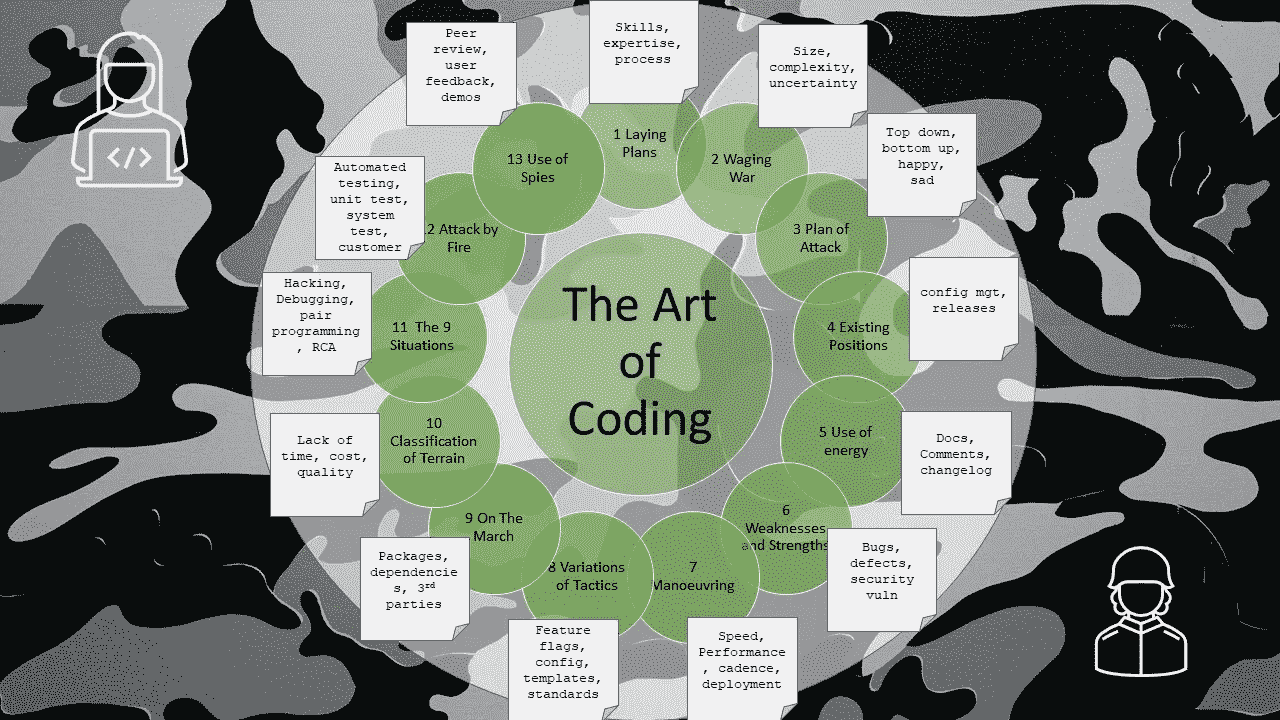 The Art
of
Coding
1 Laying
Plans
Skills,
expertise,
process
2 Waging
War
Size,
complexity,
uncertainty
3 Plan of
Attack
Top down,
bottom up,
happy,
sad
4 Existing
Positions
config mgt,
releases
5 Use of
energy
Docs,
Comments,
changelog
6
Weaknesses
and Strengths
Bugs,
defects,
security
vuln
7
Manoeuvring
Speed,
Performance
, cadence,
deployment
8 Variations
of Tactics
Feature
flags,
config,
templates,
standards
9 On The
March
Packages,
dependencie
s, 3rd
parties
10
Classification
of Terrain
Lack of
time, cost,
quality
11 The 9
Situations
Hacking,
Debugging,
pair
programming
, RCA
12 Attack by
Fire
Automated
testing,
unit test,
system
test,
customer
13 Use of
Spies
Peer
review,
user
feedback,
demos
</>